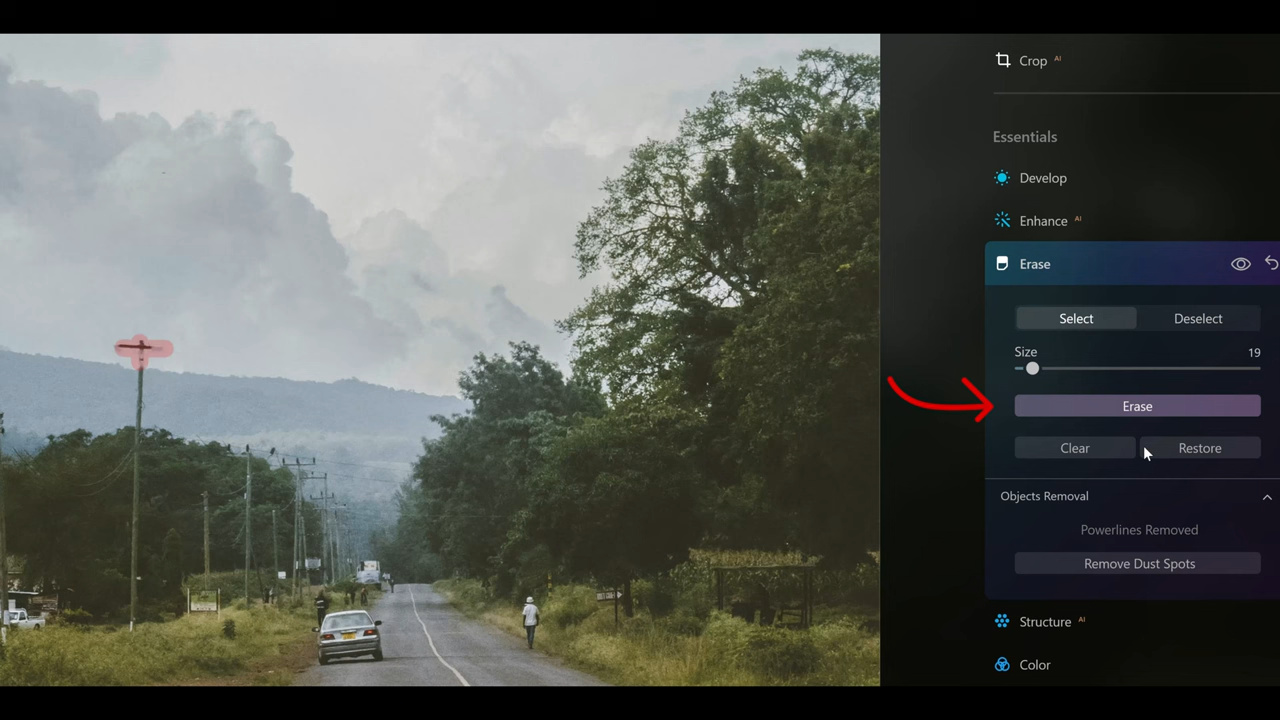 Crop AI
Essentials
Develop
Enhance AI
Erase
Select Deselect
Size 19
Erase
Clear Restore
Objects Removal
Powerlines Removed
Remove Dust Spots
Structure AI
Color